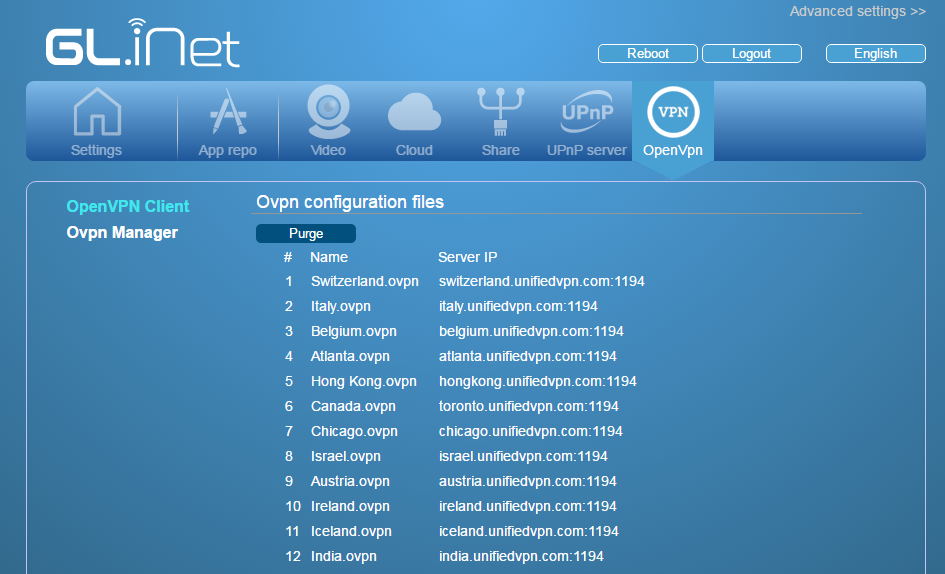 Advanced settings >>
GL.iNet
Reboot Logout English
UPnP VPN
Settings App repo Video Cloud Share UPnP server OpenVpn
OpenVPN Client
Ovpn Manager
Ovpn configuration files
Purge
# Name Server IP
1 Switzerland.ovpn switzerland.unifiedvpn.com:1194
2 Italy.ovpn italy.unifiedvpn.com:1194
3 Belgium.ovpn belgium.unifiedvpn.com:1194
4 Atlanta.ovpn atlanta.unifiedvpn.com:1194
5 Hong Kong.ovpn hongkong.unifiedvpn.com:1194
6 Canada.ovpn toronto.unifiedvpn.com:1194
7 Chicago.ovpn chicago.unifiedvpn.com:1194
8 Israel.ovpn israel.unifiedvpn.com:1194
9 Austria.ovpn austria.unifiedvpn.com:1194
10 Ireland.ovpn ireland.unifiedvpn.com:1194
11 Iceland.ovpn iceland.unifiedvpn.com:1194
12 India.ovpn india.unifiedvpn.com:1194